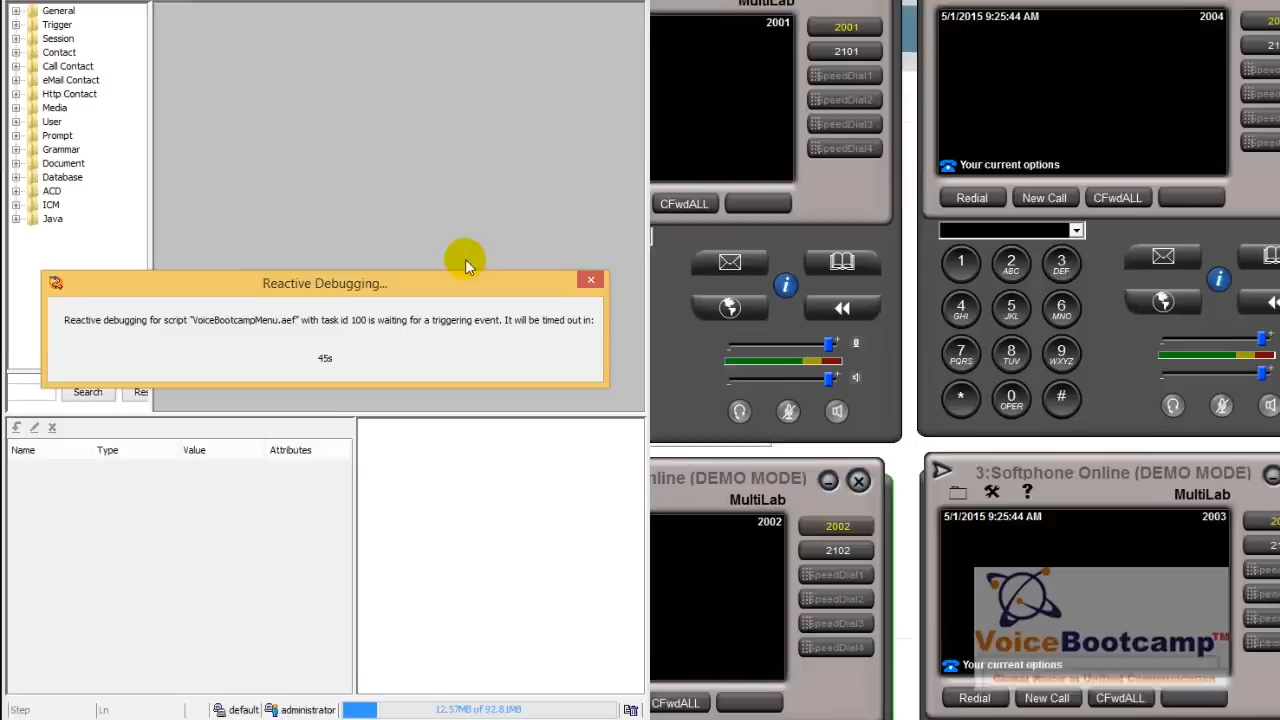 General
Trigger
Session
Contact
Call Contact
eMail Contact
Http Contact
Media
User
Prompt
Grammar
Document
Database
ACD
ICM
Java
Reactive Debugging...
Reactive debugging for script "VoiceBootcampMenu.aef" with task id 100 is waiting for a triggering event. It will be timed out in:
45s
Search
Name Type Value Attributes
Step Ln default administrator 12.57MB of 92.81MB
MultiLab
2001
2001
2101
SpeedDial1
SpeedDial2
SpeedDial3
SpeedDial4
CFwdALL
5/1/2015 9:25:44 AM 2004
Your current options
Redial New Call CFwdALL
1 2 ABC 3 DEF
4 GHI 5 JKL 6 MNO
7 PQRS 8 TUV 9 WXYZ
* 0 OPER #
(DEMO MODE)
MultiLab
2002
2002
2102
SpeedDial1
SpeedDial2
SpeedDial3
SpeedDial4
CFwdALL
3:Softphone Online (DEMO MODE)
MultiLab
5/1/2015 9:25:44 AM 2003
VoiceBootcamp™
Your current options
Redial New Call CFwdALL